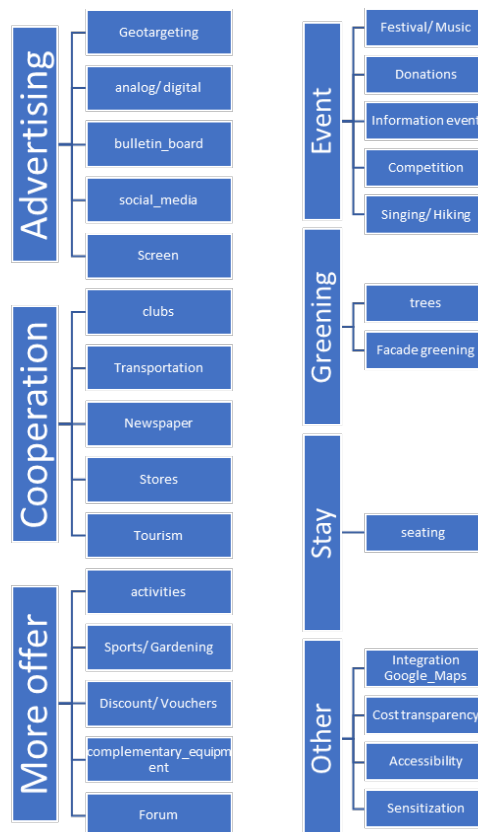 Advertising
Geotargeting
analog/ digital
bulletin_board
social_media
Screen
Cooperation
clubs
Transportation
Newspaper
Stores
Tourism
More offer
activities
Sports/ Gardening
Discount/ Vouchers
complementary_equipm
ent
Forum
Event
Festival/ Music
Donations
Information event
Competition
Singing/ Hiking
Greening
trees
Facade greening
Stay
seating
Other
Integration
Google_Maps
Cost transparency
Accessibility
Sensitization